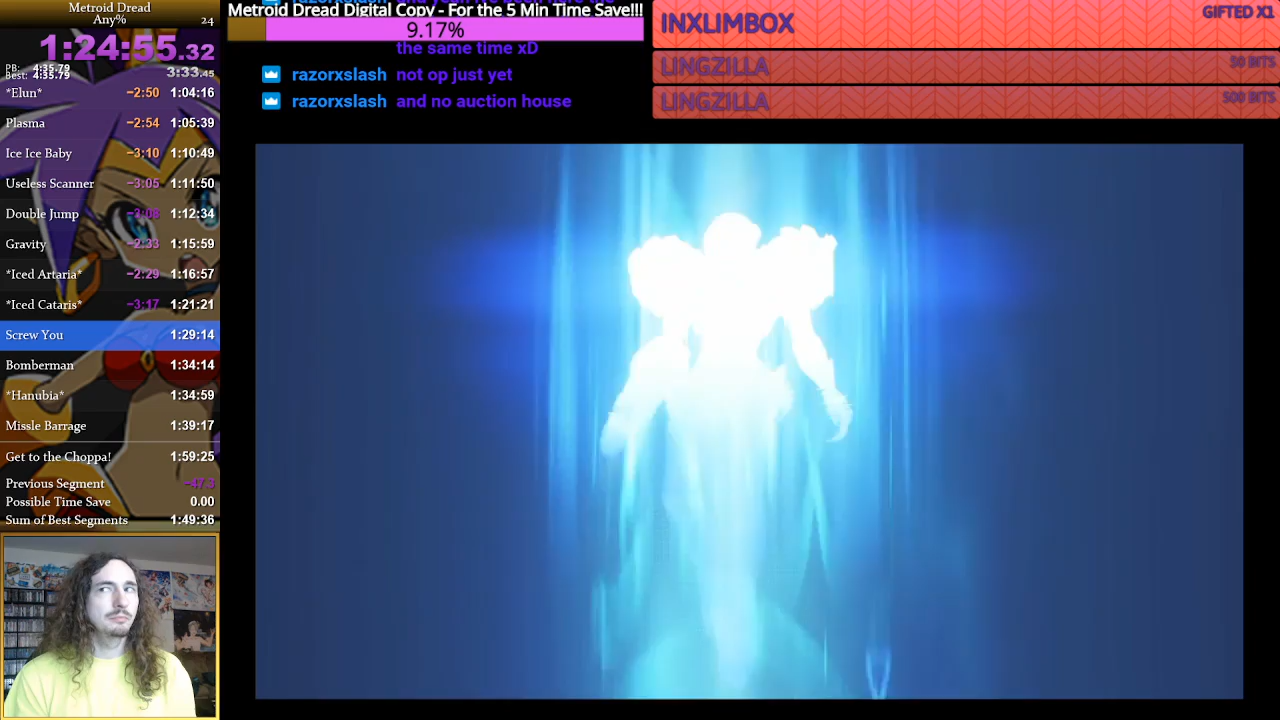 Metroid Dread
Any%
24
1:24:55.32
PB: 4:35.79
Best: 4:35.79
3:33.45
*Elun* −2:50 1:04:16
Plasma −2:54 1:05:39
Ice Ice Baby −3:10 1:10:49
Useless Scanner −3:05 1:11:50
Double Jump −3:08 1:12:34
Gravity −2:33 1:15:59
*Iced Artaria* −2:29 1:16:57
*Iced Cataris* −3:17 1:21:21
Screw You 1:29:14
Bomberman 1:34:14
*Hanubia* 1:34:59
Missle Barrage 1:39:17
Get to the Choppa! 1:59:25
Previous Segment −47.3
Possible Time Save 0.00
Sum of Best Segments 1:49:36
Metroid Dread Digital Copy - For the 5 Min Time Save!!!
9.17%
the same time xD
razorxslash not op just yet
razorxslash and no auction house
GIFTED X1
INXLIMBOX
LINGZILLA 50 BITS
LINGZILLA 500 BITS